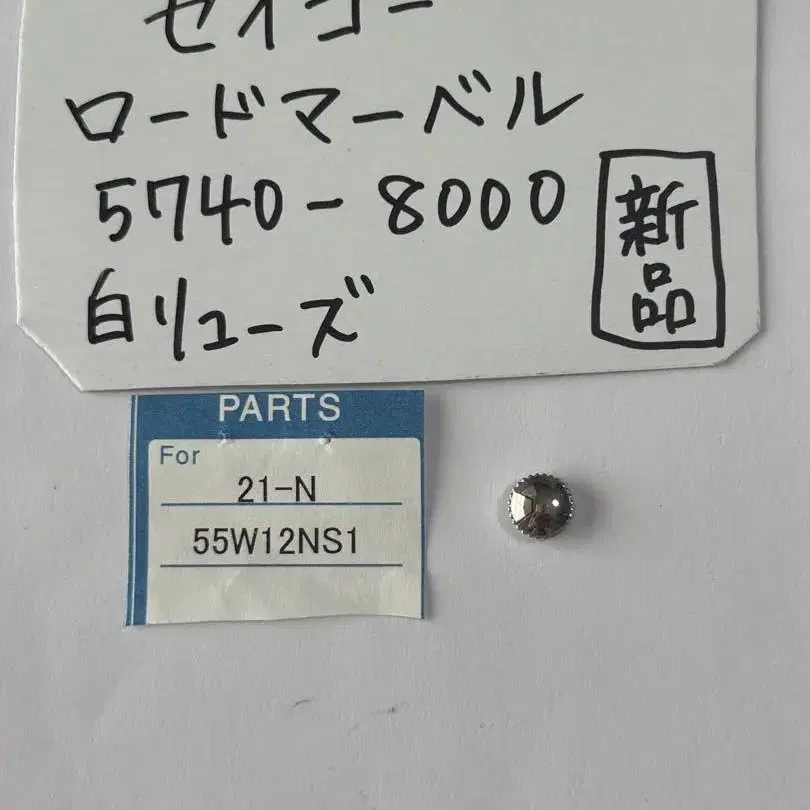 セイコー
ロードマーベル
5740-8000
白リューズ
新品
PARTS
For
21-N
55W12NS1